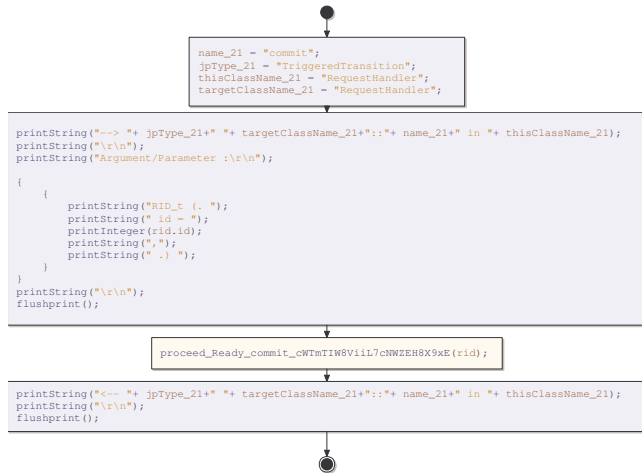 name_21 = "commit";
jpType_21 = "TriggeredTransition";
thisClassName_21 = "RequestHandler";
targetClassName_21 = "RequestHandler";
printString("--> "+ jpType_21+" "+ targetClassName_21+"::"+ name_21+" in "+ thisClassName_21);
printString("\r\n");
printString("Argument/Parameter :\r\n");
{
{
printString("RID_t (. ");
printString(" id = ");
printInteger(rid.id);
printString(",");
printString(" .) ");
}
}
printString("\r\n");
flushprint();
proceed_Ready_commit_cWTmTIW8ViiL7cNWZEH8X9xE(rid);
printString("<-- "+ jpType_21+" "+ targetClassName_21+"::"+ name_21+" in "+ thisClassName_21);
printString("\r\n");
flushprint();